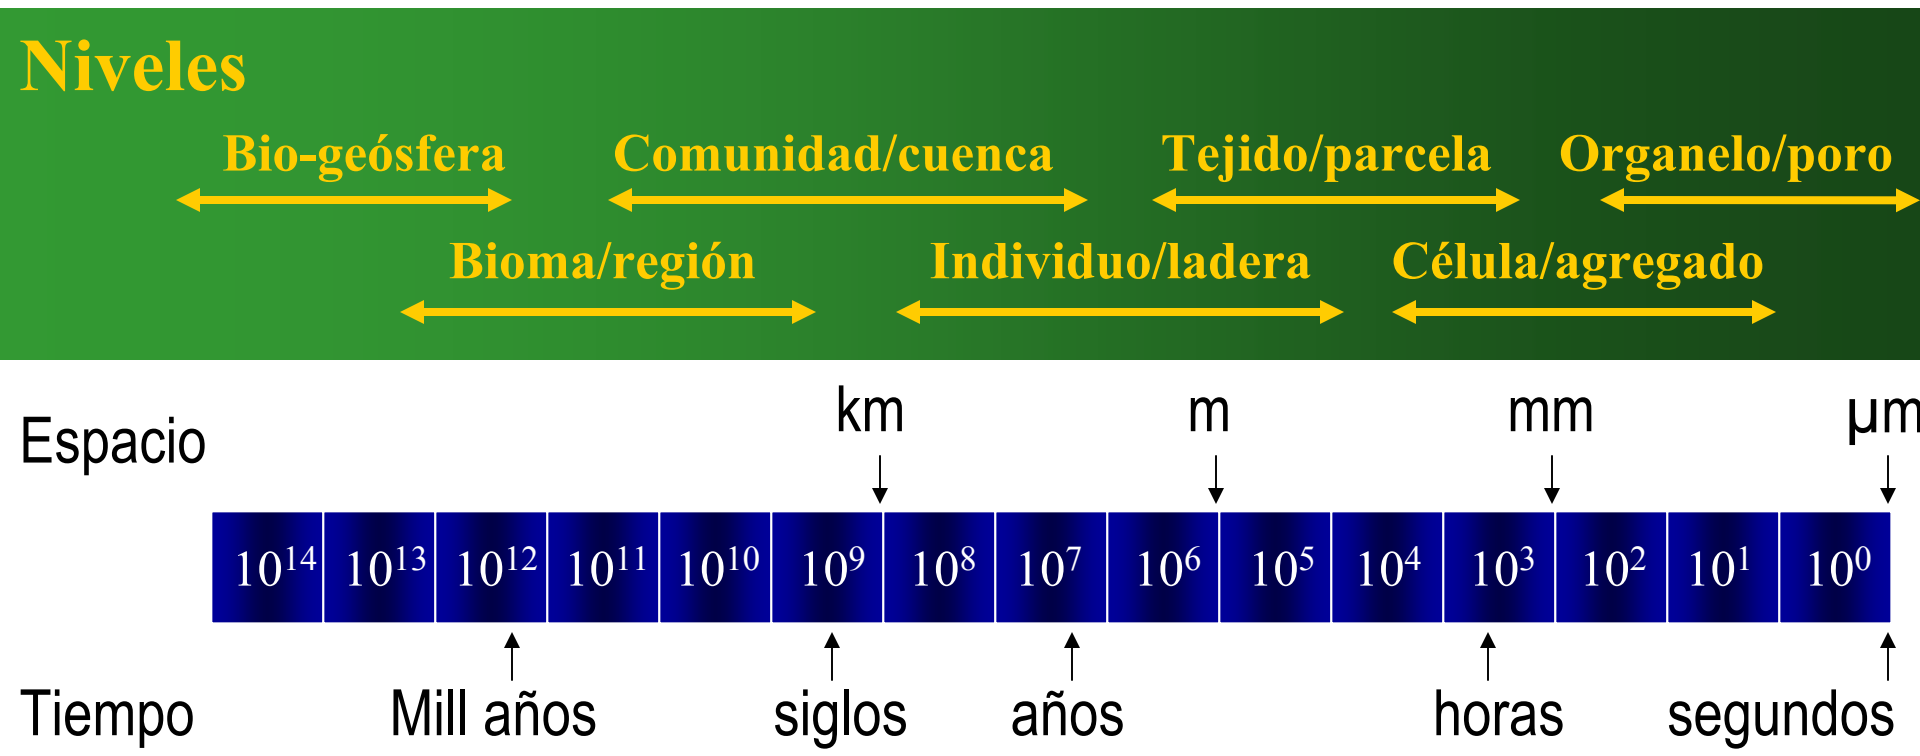 Niveles
Bio-geósfera Comunidad/cuenca Tejido/parcela Organelo/poro
Bioma/región Individuo/ladera Célula/agregado
km m mm µm
Espacio
10¹⁴ 10¹³ 10¹² 10¹¹ 10¹⁰ 10⁹ 10⁸ 10⁷ 10⁶ 10⁵ 10⁴ 10³ 10² 10¹ 10⁰
Tiempo Mill años siglos años horas segundos